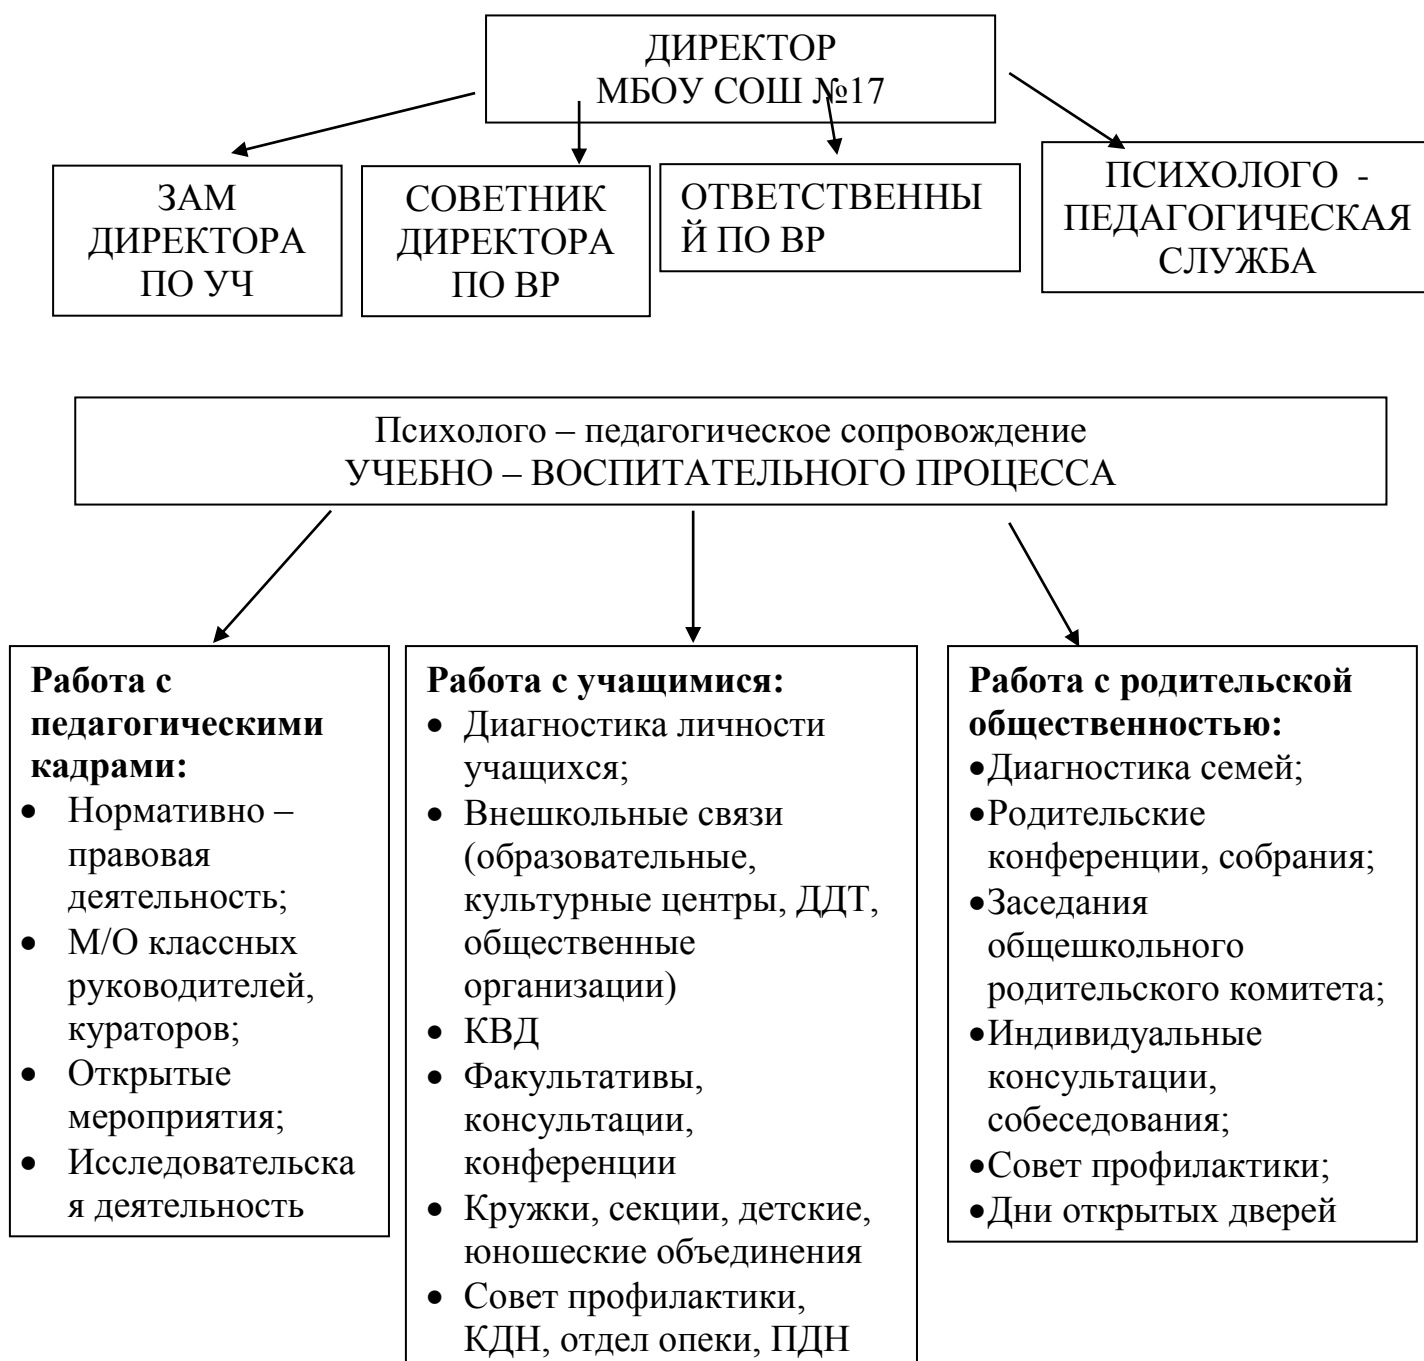 ДИРЕКТОР
МБОУ СОШ №17
ЗАМ
ДИРЕКТОРА
ПО УЧ
СОВЕТНИК
ДИРЕКТОРА
ПО ВР
ОТВЕТСТВЕННЫ
Й ПО ВР
ПСИХОЛОГО -
ПЕДАГОГИЧЕСКАЯ
СЛУЖБА
Психолого – педагогическое сопровождение
УЧЕБНО – ВОСПИТАТЕЛЬНОГО ПРОЦЕССА
Работа с
педагогическими
кадрами:
• Нормативно –
правовая
деятельность;
• М/О классных
руководителей,
кураторов;
• Открытые
мероприятия;
• Исследовательска
я деятельность
Работа с учащимися:
• Диагностика личности
учащихся;
• Внешкольные связи
(образовательные,
культурные центры, ДДТ,
общественные
организации)
• КВД
• Факультативы,
консультации,
конференции
• Кружки, секции, детские,
юношеские объединения
• Совет профилактики,
КДН, отдел опеки, ПДН
Работа с родительской
общественностью:
•Диагностика семей;
•Родительские
конференции, собрания;
•Заседания
общешкольного
родительского комитета;
•Индивидуальные
консультации,
собеседования;
•Совет профилактики;
•Дни открытых дверей